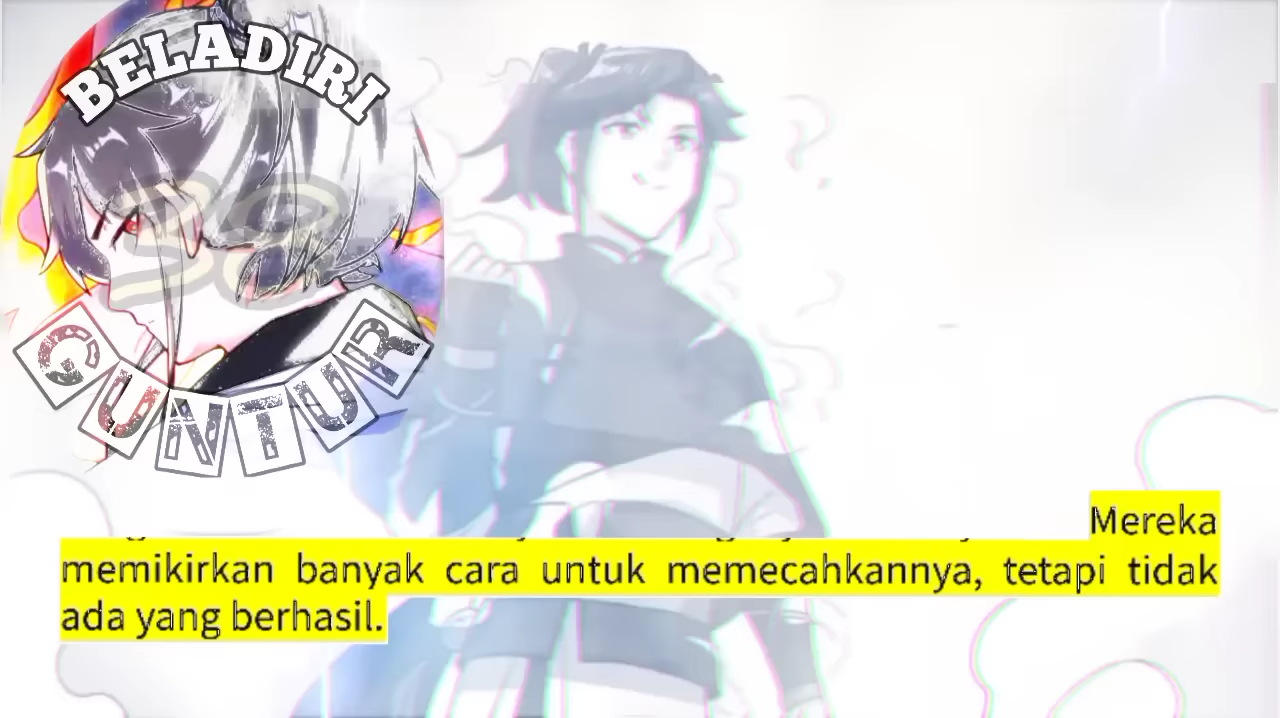 BELADIRI
GUNTUR
Mereka
memikirkan banyak cara untuk memecahkannya, tetapi tidak
ada yang berhasil.